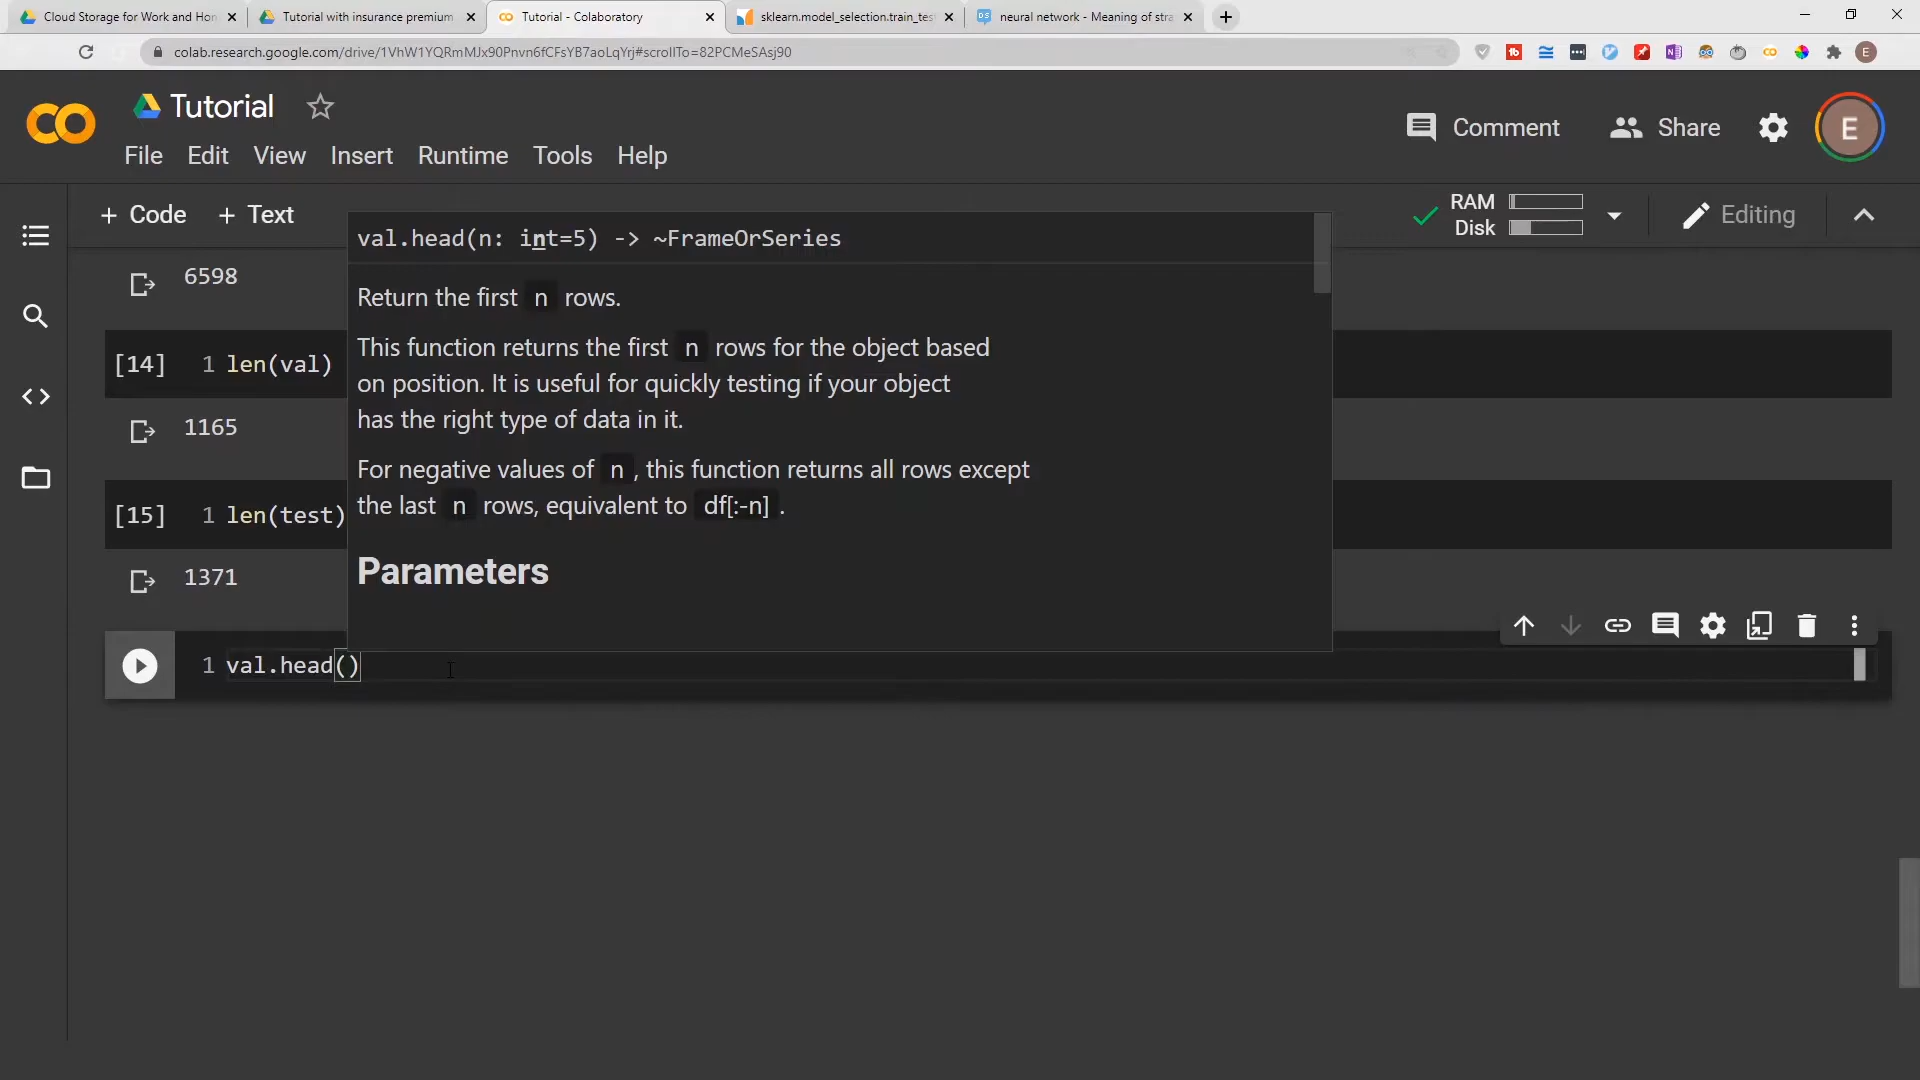 Cloud Storage for Work and Hon
Tutorial with insurance premium
Tutorial - Colaboratory
sklearn.model_selection.train_tes
neural network - Meaning of stra
colab.research.google.com/drive/1VhW1YQRmMJx90Pnvn6fCFsYB7aoLqYrj#scrollTo=82PCMeSAsj90
Tutorial
Comment
Share
E
File Edit View Insert Runtime Tools Help
+ Code + Text
RAM
Disk
Editing
val.head(n: int=5) -> ~FrameOrSeries
6598
Return the first n rows.
This function returns the first n rows for the object based
on position. It is useful for quickly testing if your object
has the right type of data in it.
For negative values of n, this function returns all rows except
the last n rows, equivalent to df[:-n].
Parameters
[14] 1 len(val)
1165
[15] 1 len(test)
1371
1 val.head()